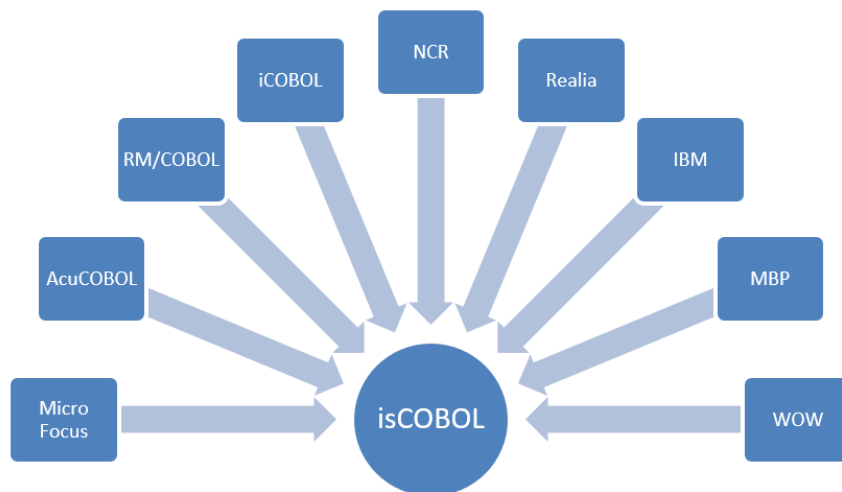 NCR
iCOBOL
Realia
RM/COBOL
IBM
AcuCOBOL
MBP
Micro
Focus
isCOBOL
WOW